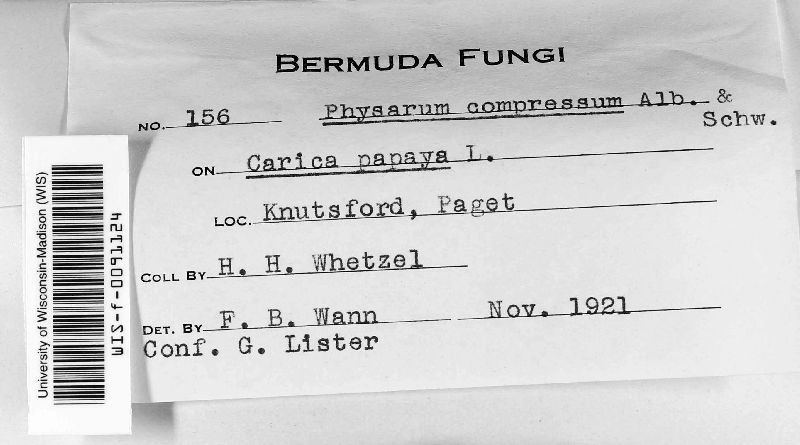 BERMUDA FUNGI
NO. 156 Physarum compressum Alb. &
Schw.
ON Carica papaya L.
LOC. Knutsford, Paget
COLL BY H. H. Whetzel
DET. BY F. B. Wann Nov. 1921
Conf. G. Lister
University of Wisconsin-Madison (WIS)
WIS-f-0091124